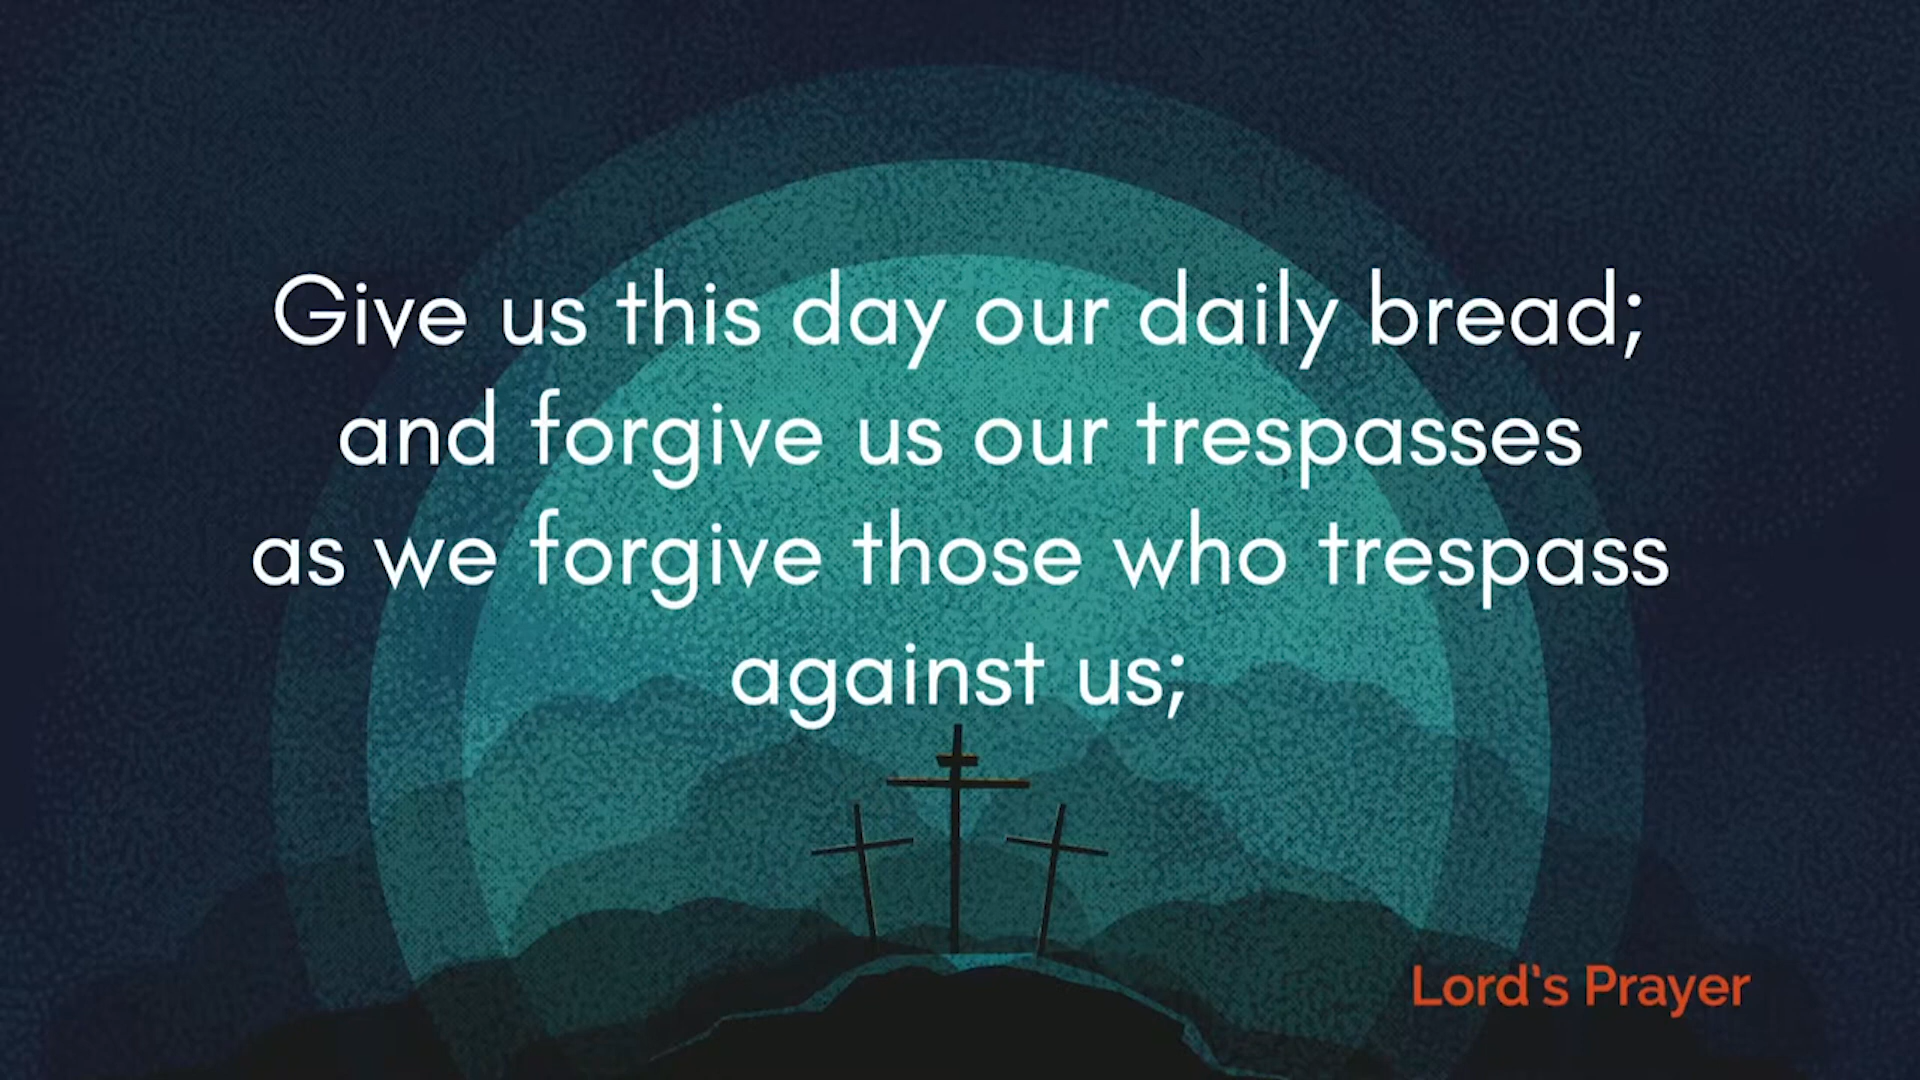 Give us this day our daily bread;
and forgive us our trespasses
as we forgive those who trespass
against us;
Lord's Prayer